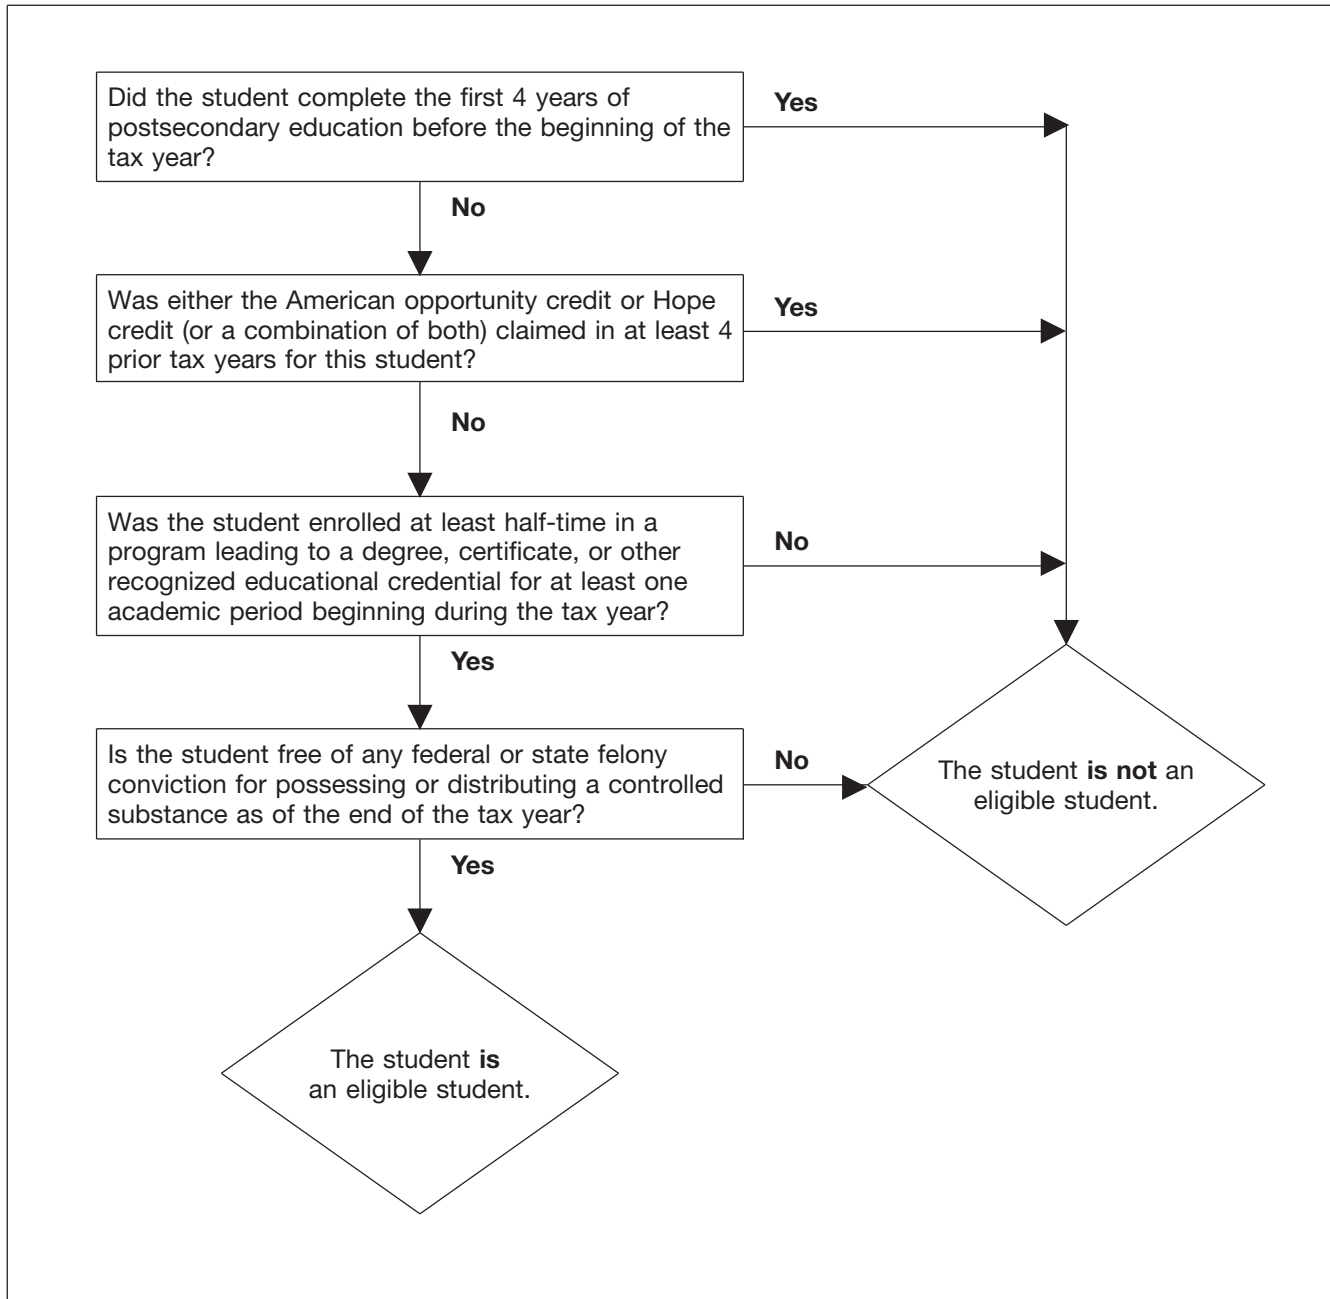 Did the student complete the first 4 years of
postsecondary education before the beginning of the
tax year?
Yes
No
Was either the American opportunity credit or Hope
credit (or a combination of both) claimed in at least 4
prior tax years for this student?
Yes
No
Was the student enrolled at least half-time in a
program leading to a degree, certificate, or other
recognized educational credential for at least one
academic period beginning during the tax year?
No
Yes
Is the student free of any federal or state felony
conviction for possessing or distributing a controlled
substance as of the end of the tax year?
No
The student is not an
eligible student.
Yes
The student is
an eligible student.